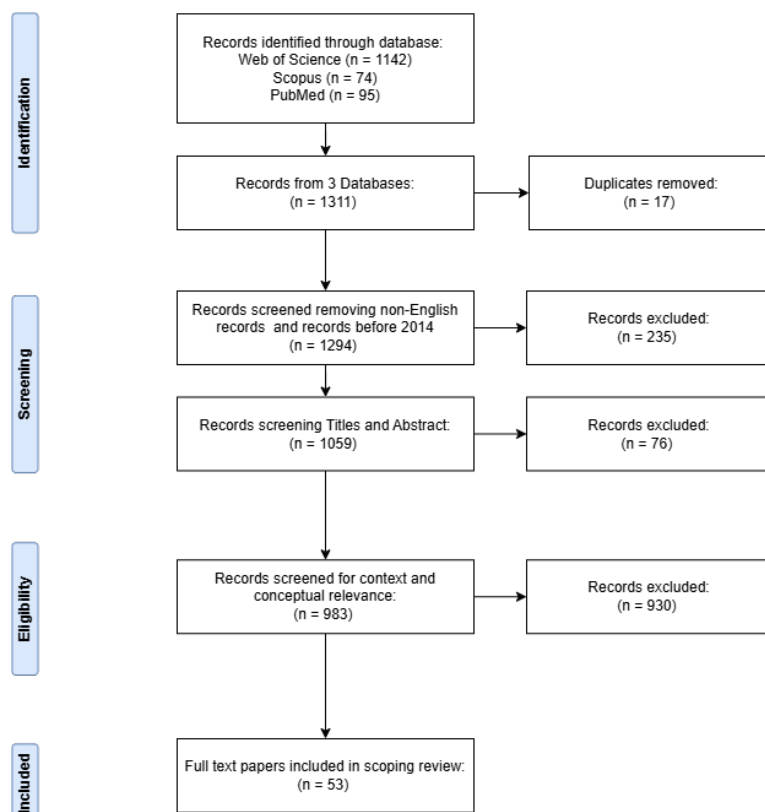 Identification
Records identified through database:
Web of Science (n = 1142)
Scopus (n = 74)
PubMed (n = 95)
Records from 3 Databases:
(n = 1311)
Duplicates removed:
(n = 17)
Screening
Records screened removing non-English
records and records before 2014
(n = 1294)
Records excluded:
(n = 235)
Records screening Titles and Abstract:
(n = 1059)
Records excluded:
(n = 76)
Eligibility
Records screened for context and
conceptual relevance:
(n = 983)
Records excluded:
(n = 930)
Included
Full text papers included in scoping review:
(n = 53)